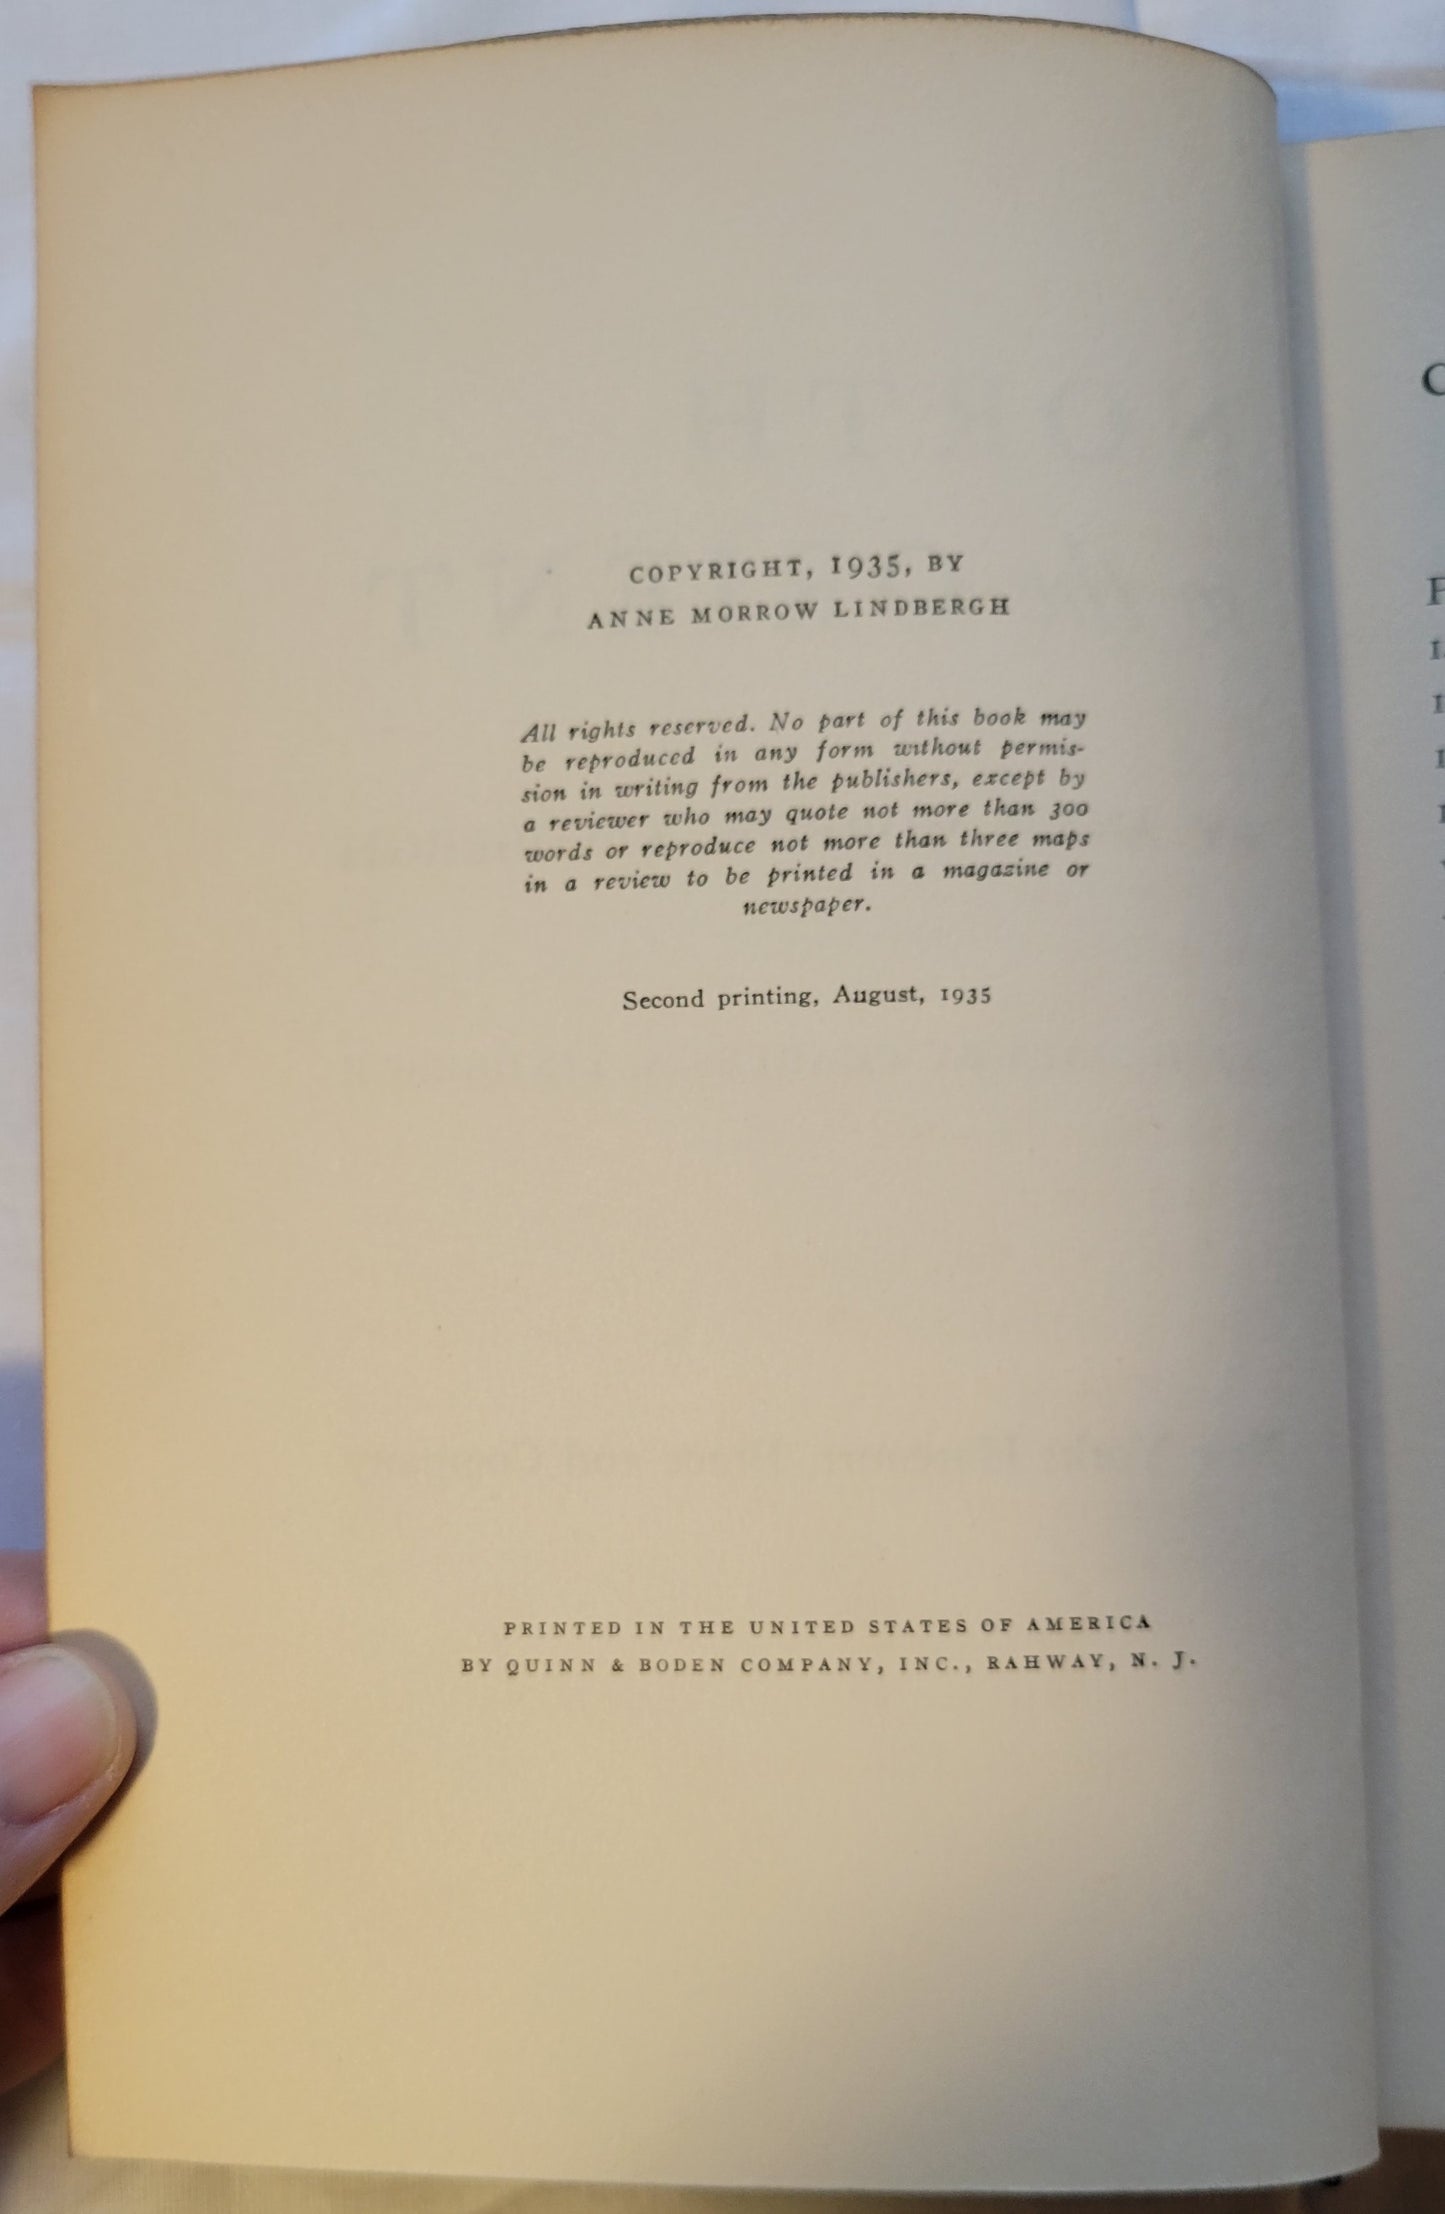 COPYRIGHT, 1935, BY
ANNE MORROW LINDBERGH
All rights reserved. No part of this book may
be reproduced in any form without permis-
sion in writing from the publishers, except by
a reviewer who may quote not more than 300
words or reproduce not more than three maps
in a review to be printed in a magazine or
newspaper.
Second printing, August, 1935
PRINTED IN THE UNITED STATES OF AMERICA
BY QUINN & BODEN COMPANY, INC., RAHWAY, N. J.